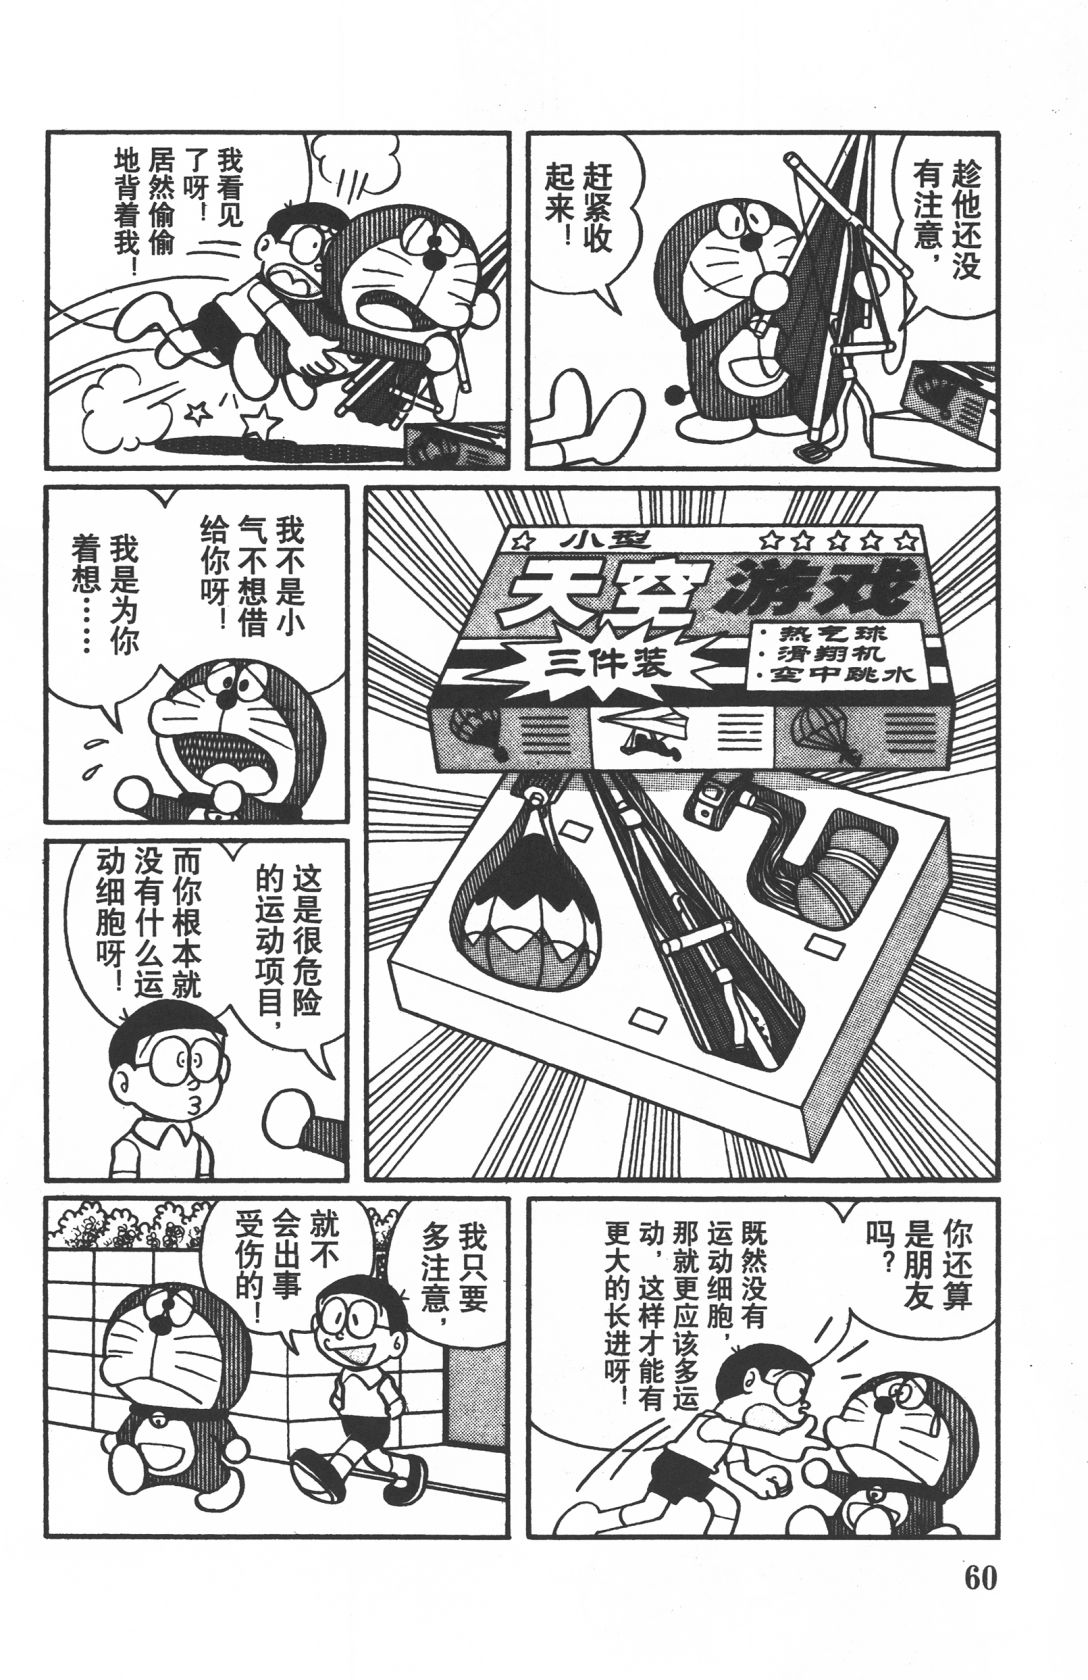 趁他还没
有注意，
赶紧收
起来！
我看见
了呀！
居然偷偷
地背着我！
☆ 小型 ☆☆☆☆☆
天空游戏
三件装
·热气球
·滑翔机
·空中跳水
我不是小
气不想借
给你呀！
我是为你
着想……
这是很危险
的运动项目，
而你根本就
没有什么运
动细胞呀！
你还算
是朋友
吗？
既然没有
运动细胞，
那就更应该多运
动，这样才能有
更大的长进呀！
我只要
多注意，
就不
会出事
受伤的！
60